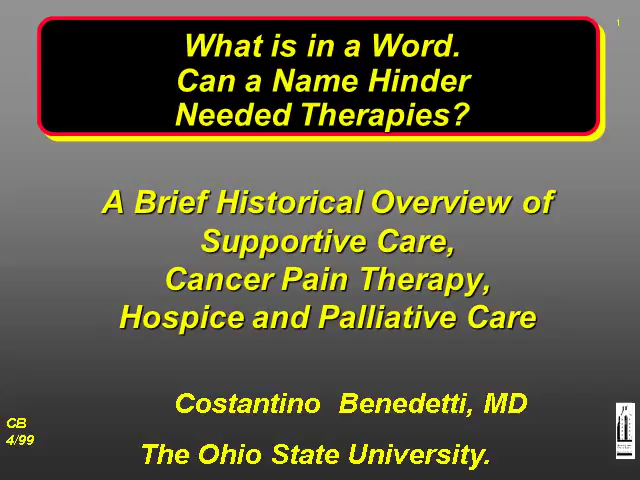 1
What is in a Word.
Can a Name Hinder
Needed Therapies?
A Brief Historical Overview of
Supportive Care,
Cancer Pain Therapy,
Hospice and Palliative Care
Costantino Benedetti, MD
CB
4/99
The Ohio State University.